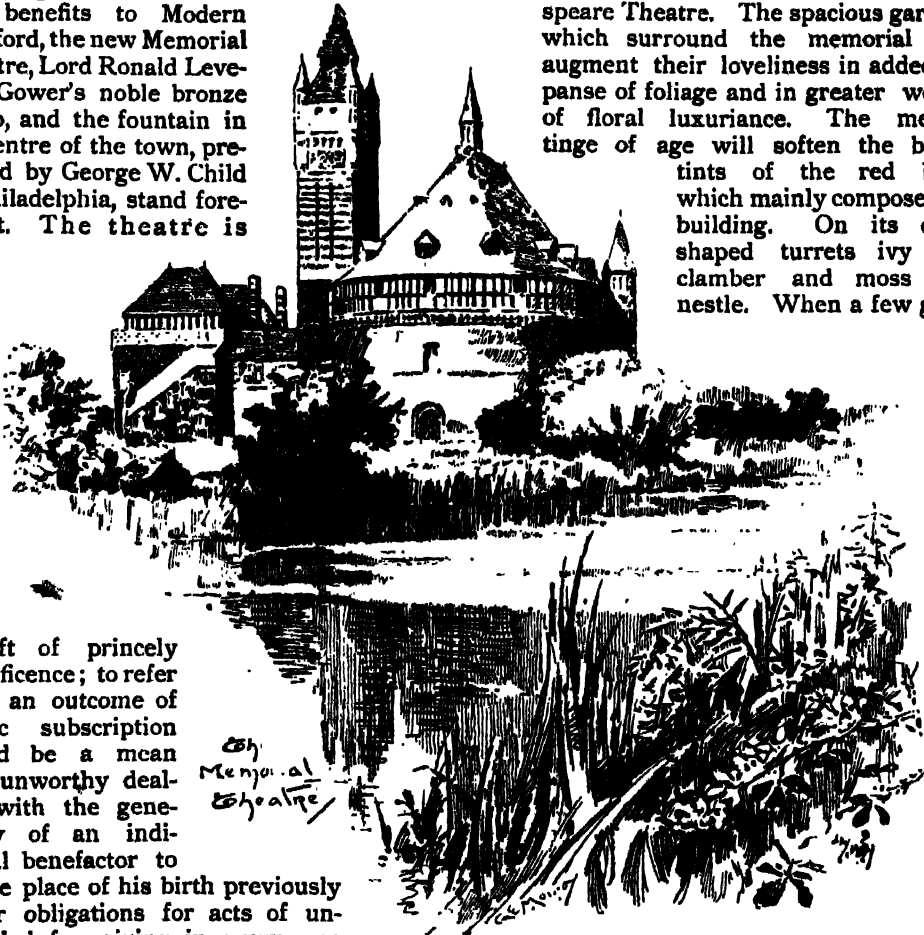 benefits to Modern
ford, the new Memorial
tre, Lord Ronald Leve-
Gower's noble bronze
, and the fountain in
entre of the town, pre-
d by George W. Child
iladelphia, stand fore-
t. The theatre is
ft of princely
ficence; to refer
an outcome of
c subscription
d be a mean
unworthy deal-
with the gene-
y of an indi-
l benefactor to
e place of his birth previously
r obligations for acts of un-
speare Theatre. The spacious gar
which surround the memorial
augment their loveliness in adde
panse of foliage and in greater w
of floral luxuriance. The me
tinge of age will soften the b
tints of the red
which mainly compose
building. On its
shaped turrets ivy
clamber and moss
nestle. When a few g
Memorial
Theatre